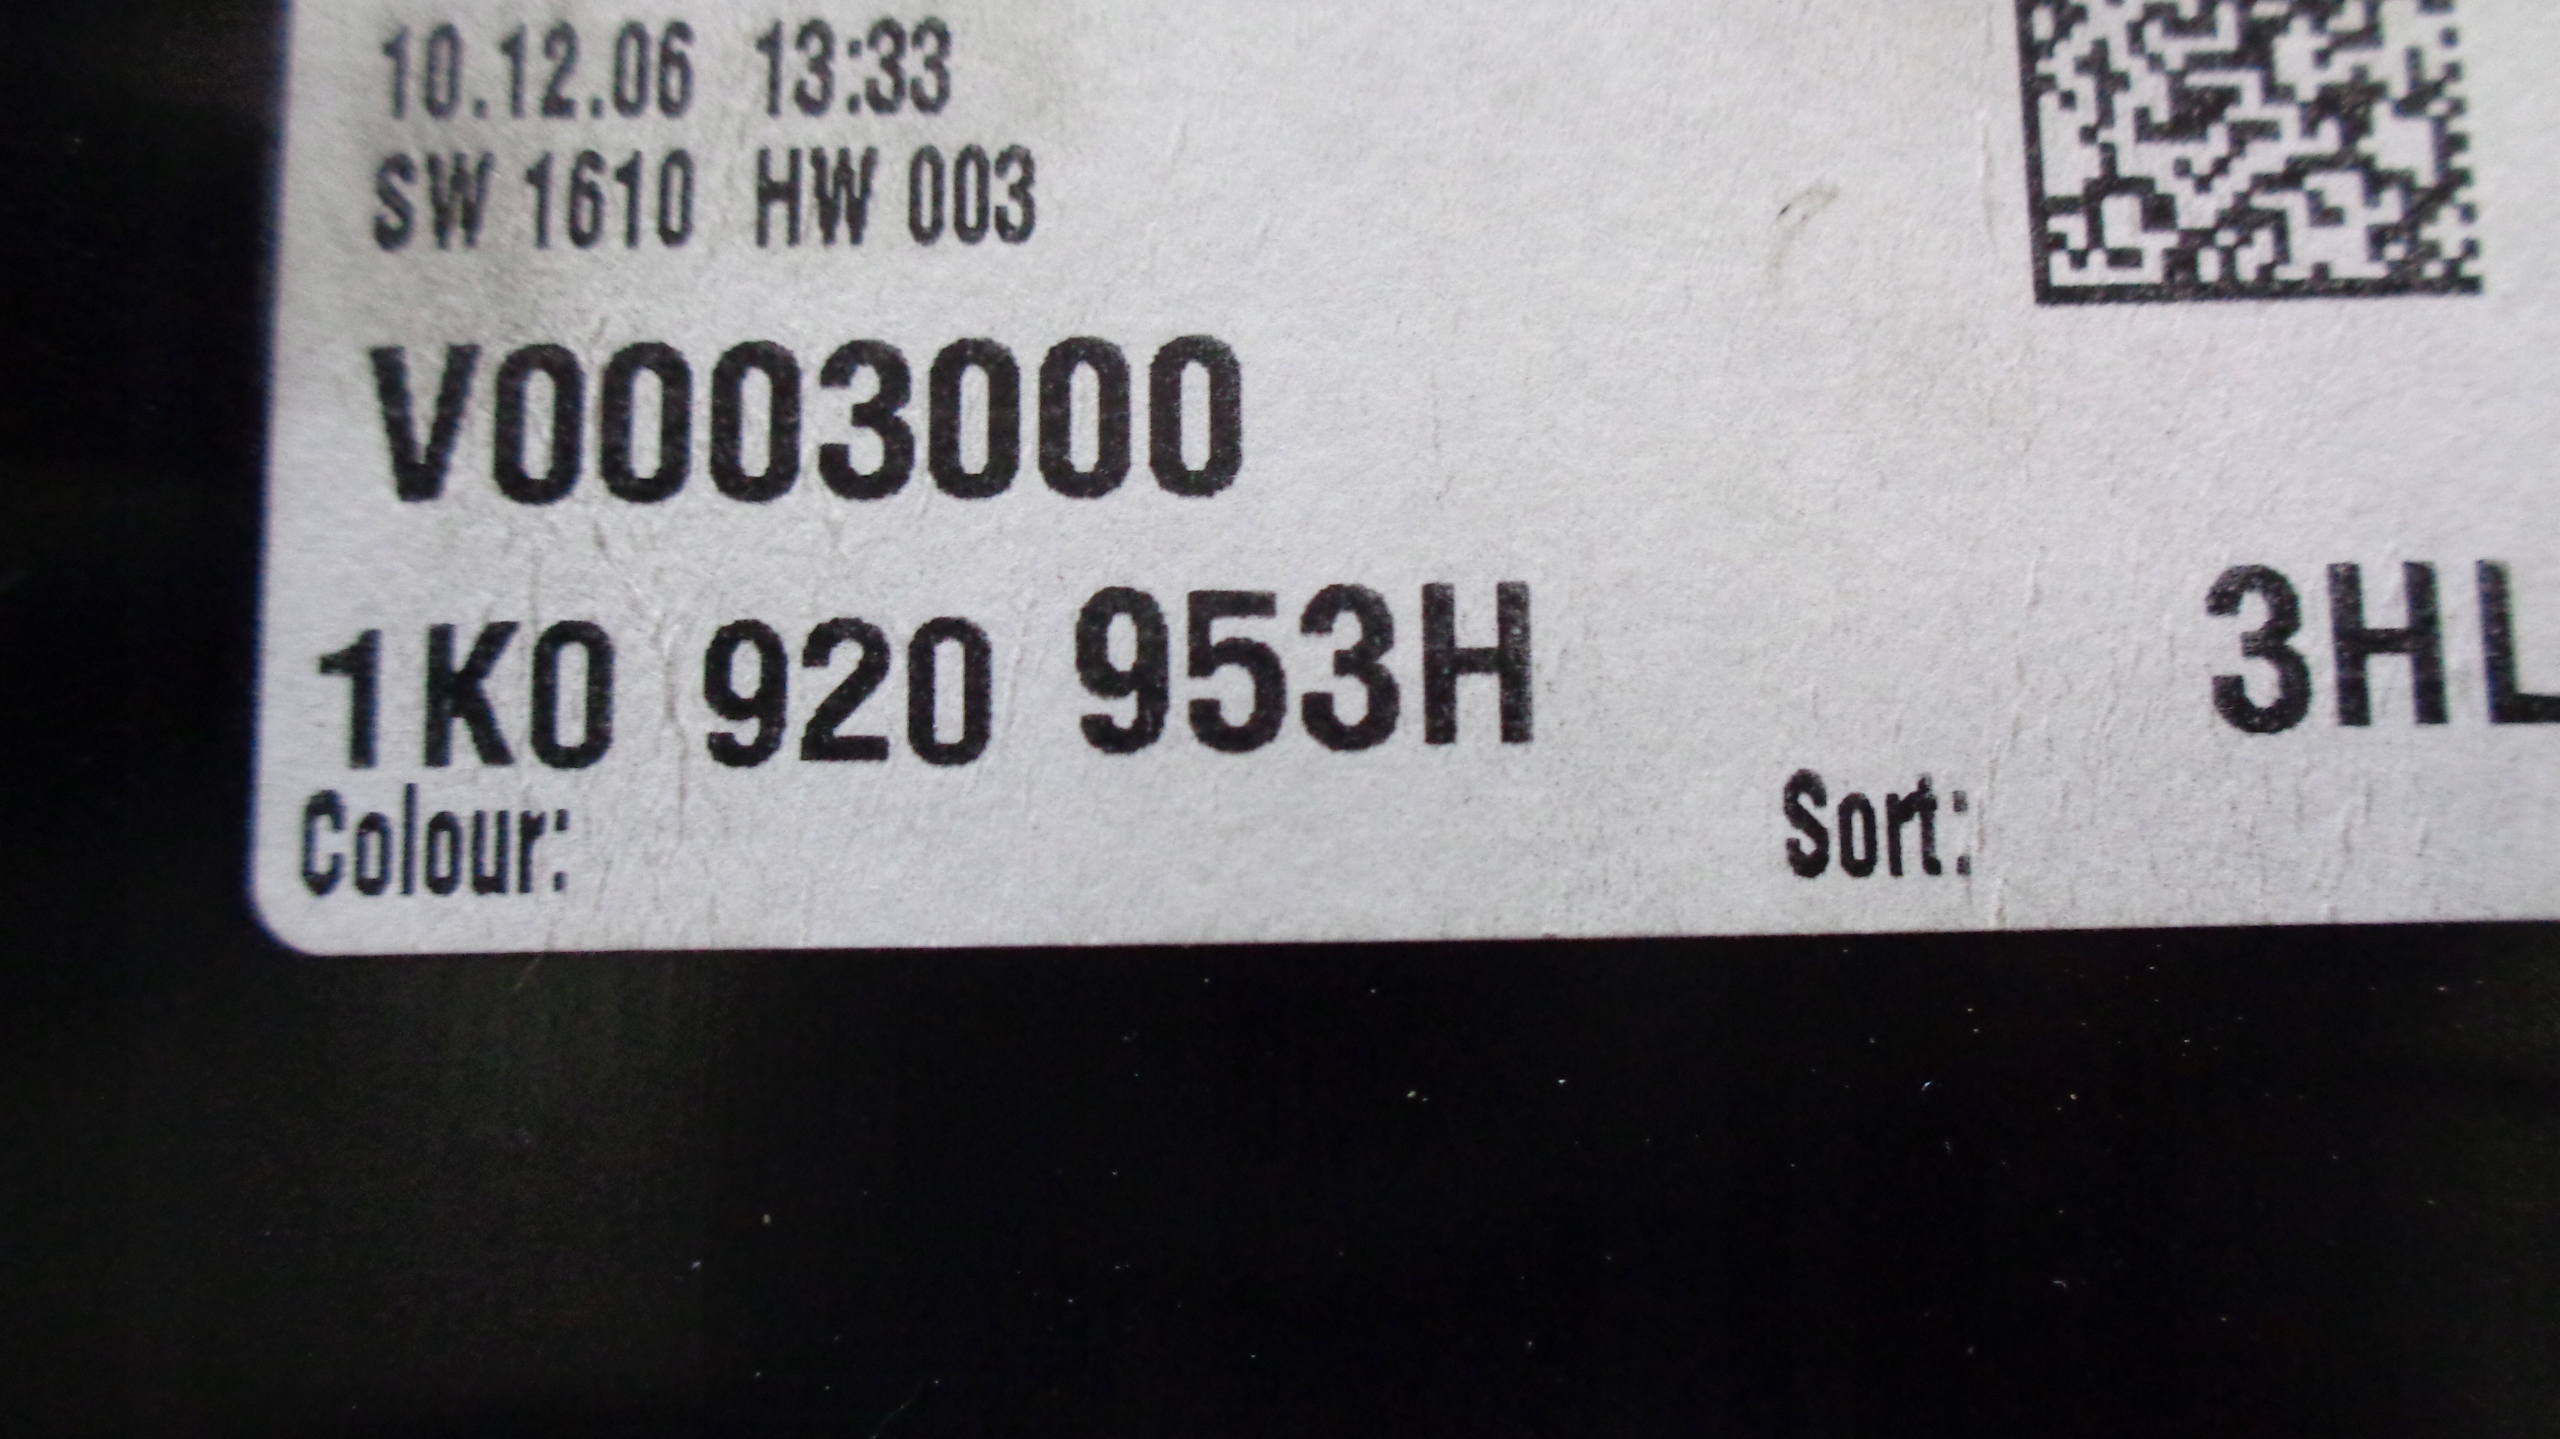 10.12.06 13:33
SW 1610 HW 003
V0003000
1K0 920 953H 3HL
Colour: Sort: